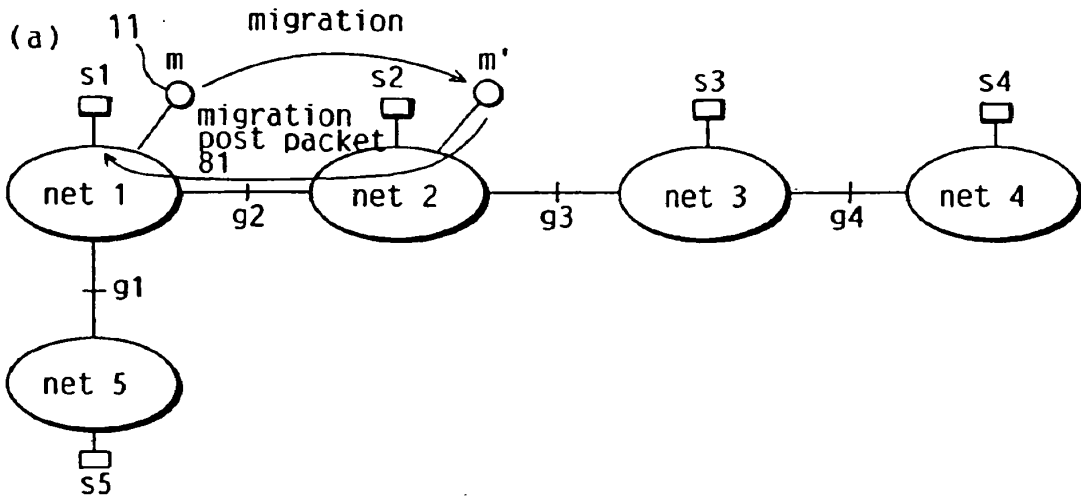 (a)
11
migration
m
m'
s1
s2
s3
s4
migration
post packet
81
net 1
net 2
net 3
net 4
g2
g3
g4
g1
net 5
s5